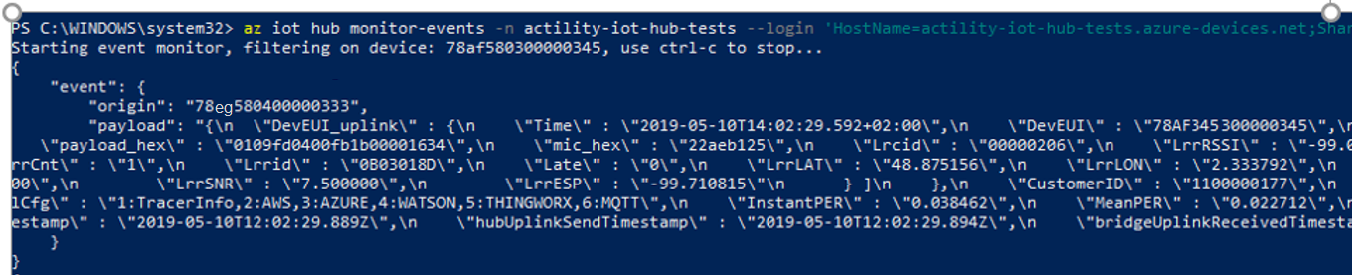 PS C:\WINDOWS\system32> az iot hub monitor-events -n actility-iot-hub-tests --login 'HostName=actility-iot-hub-tests.azure-devices.net;Shar
Starting event monitor, filtering on device: 78af580300000345, use ctrl-c to stop...
{
    "event": {
        "origin": "78eg580400000333",
        "payload": "{\n  \"DevEUI_uplink\" : {\n    \"Time\" : \"2019-05-10T14:02:29.592+02:00\",\n    \"DevEUI\" : \"78AF345300000345\",\n
   \"payload_hex\" : \"0109fd0400fb1b00001634\",\n    \"mic_hex\" : \"22aeb125\",\n    \"Lrcid\" : \"00000206\",\n    \"LrrRSSI\" : \"-99.0
rrCnt\" : \"1\",\n    \"Lrrid\" : \"0B03018D\",\n    \"Late\" : \"0\",\n    \"LrrLAT\" : \"48.875156\",\n    \"LrrLON\" : \"2.333792\",\n
00\",\n        \"LrrSNR\" : \"7.500000\",\n        \"LrrESP\" : \"-99.710815\"\n      } ]\n    },\n    \"CustomerID\" : \"1100000177\",\n
lCfg\" : \"1:TracerInfo,2:AWS,3:AZURE,4:WATSON,5:THINGWORX,6:MQTT\",\n    \"InstantPER\" : \"0.038462\",\n    \"MeanPER\" : \"0.022712\",\n
estamp\" : \"2019-05-10T12:02:29.889Z\",\n    \"hubUplinkSendTimestamp\" : \"2019-05-10T12:02:29.894Z\",\n    \"bridgeUplinkReceivedTimesta
    }
}